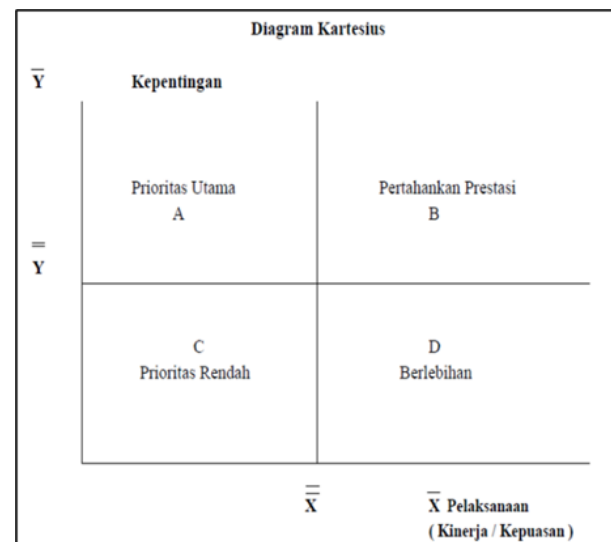 Diagram Kartesius
Y̅ Kepentingan
Prioritas Utama Pertahankan Prestasi
A B
Y̿
C D
Prioritas Rendah Berlebihan
X̿ X̅ Pelaksanaan
( Kinerja / Kepuasan )